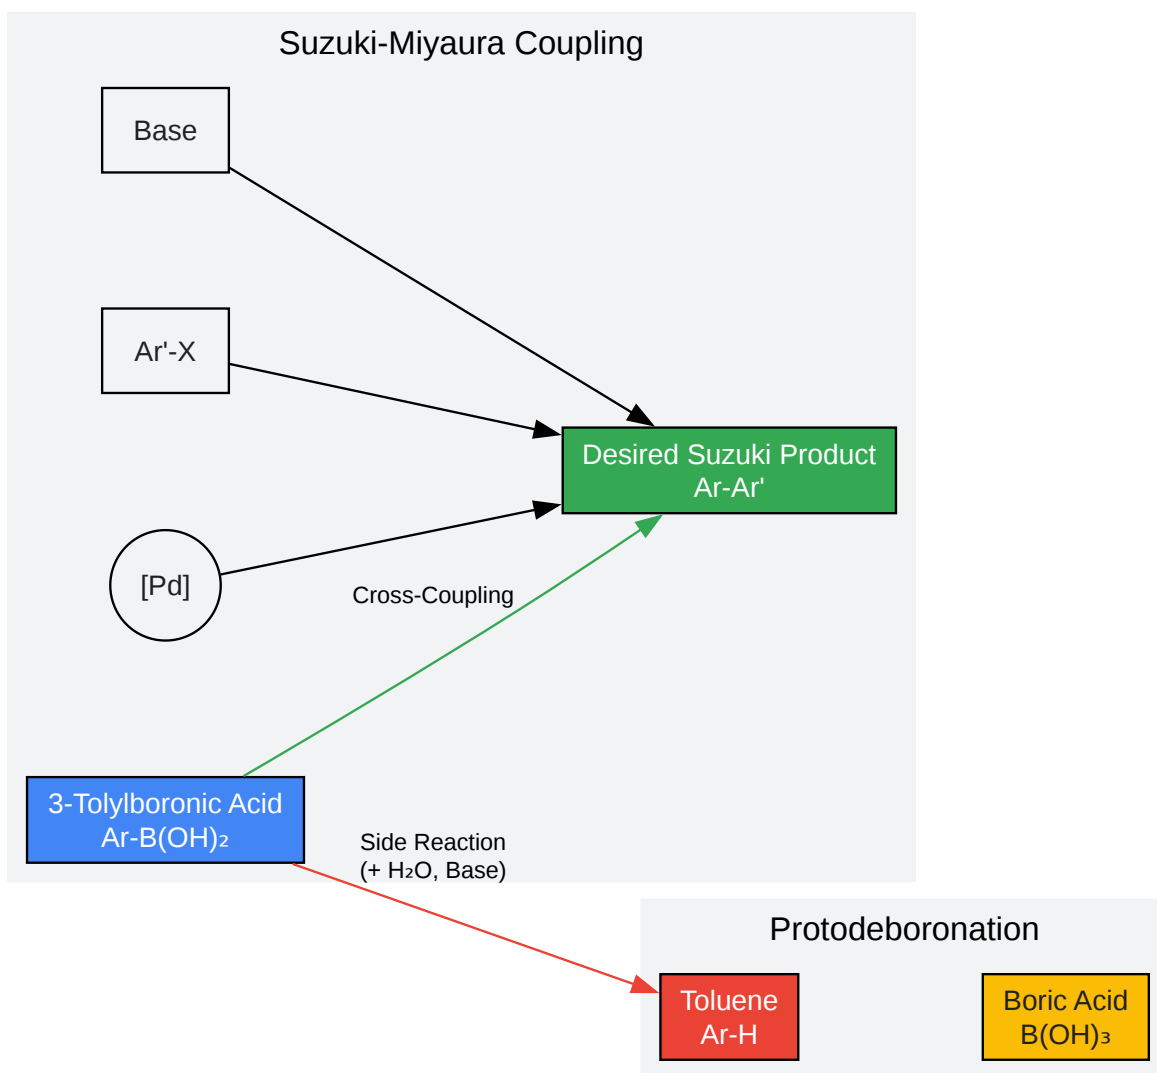 Suzuki-Miyaura Coupling
Base
Ar'-X
Desired Suzuki Product
Ar-Ar'
[Pd]
Cross-Coupling
3-Tolylboronic Acid
Ar-B(OH)₂
Side Reaction
(+ H₂O, Base)
Protodeboronation
Toluene
Ar-H
Boric Acid
B(OH)₃